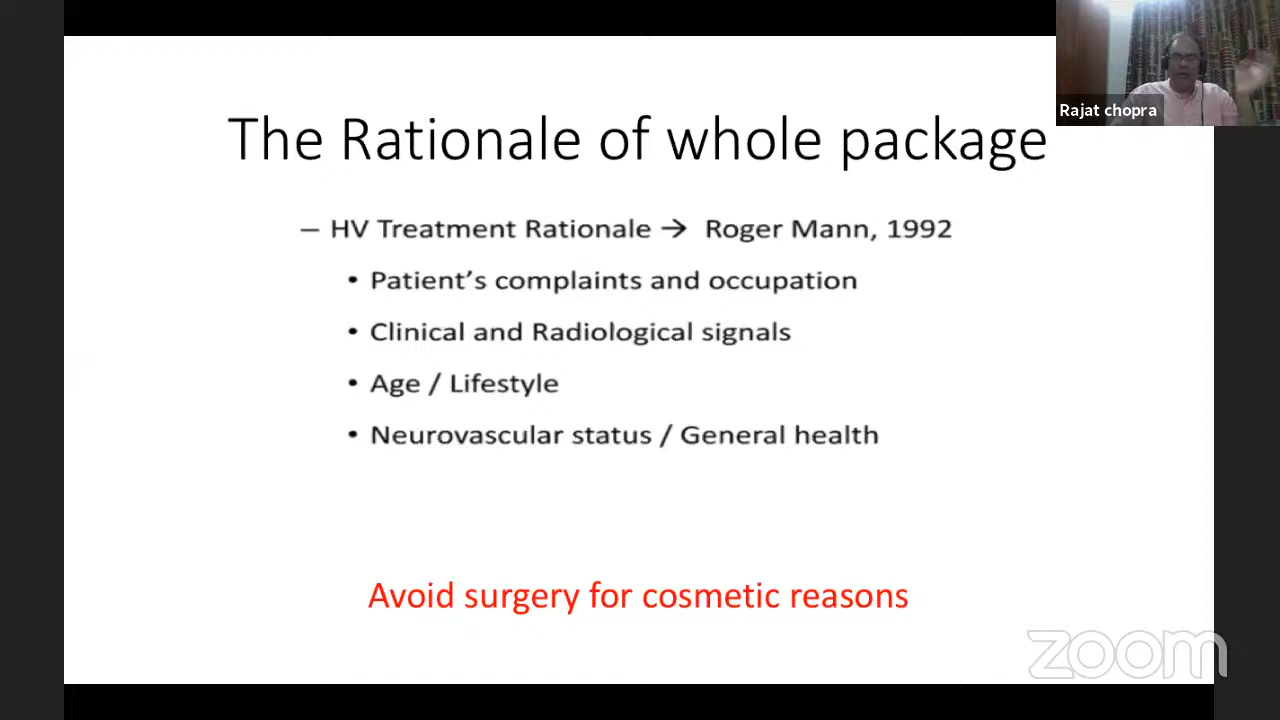 Rajat chopra
The Rationale of whole package
– HV Treatment Rationale → Roger Mann, 1992
• Patient’s complaints and occupation
• Clinical and Radiological signals
• Age / Lifestyle
• Neurovascular status / General health
Avoid surgery for cosmetic reasons
zoom